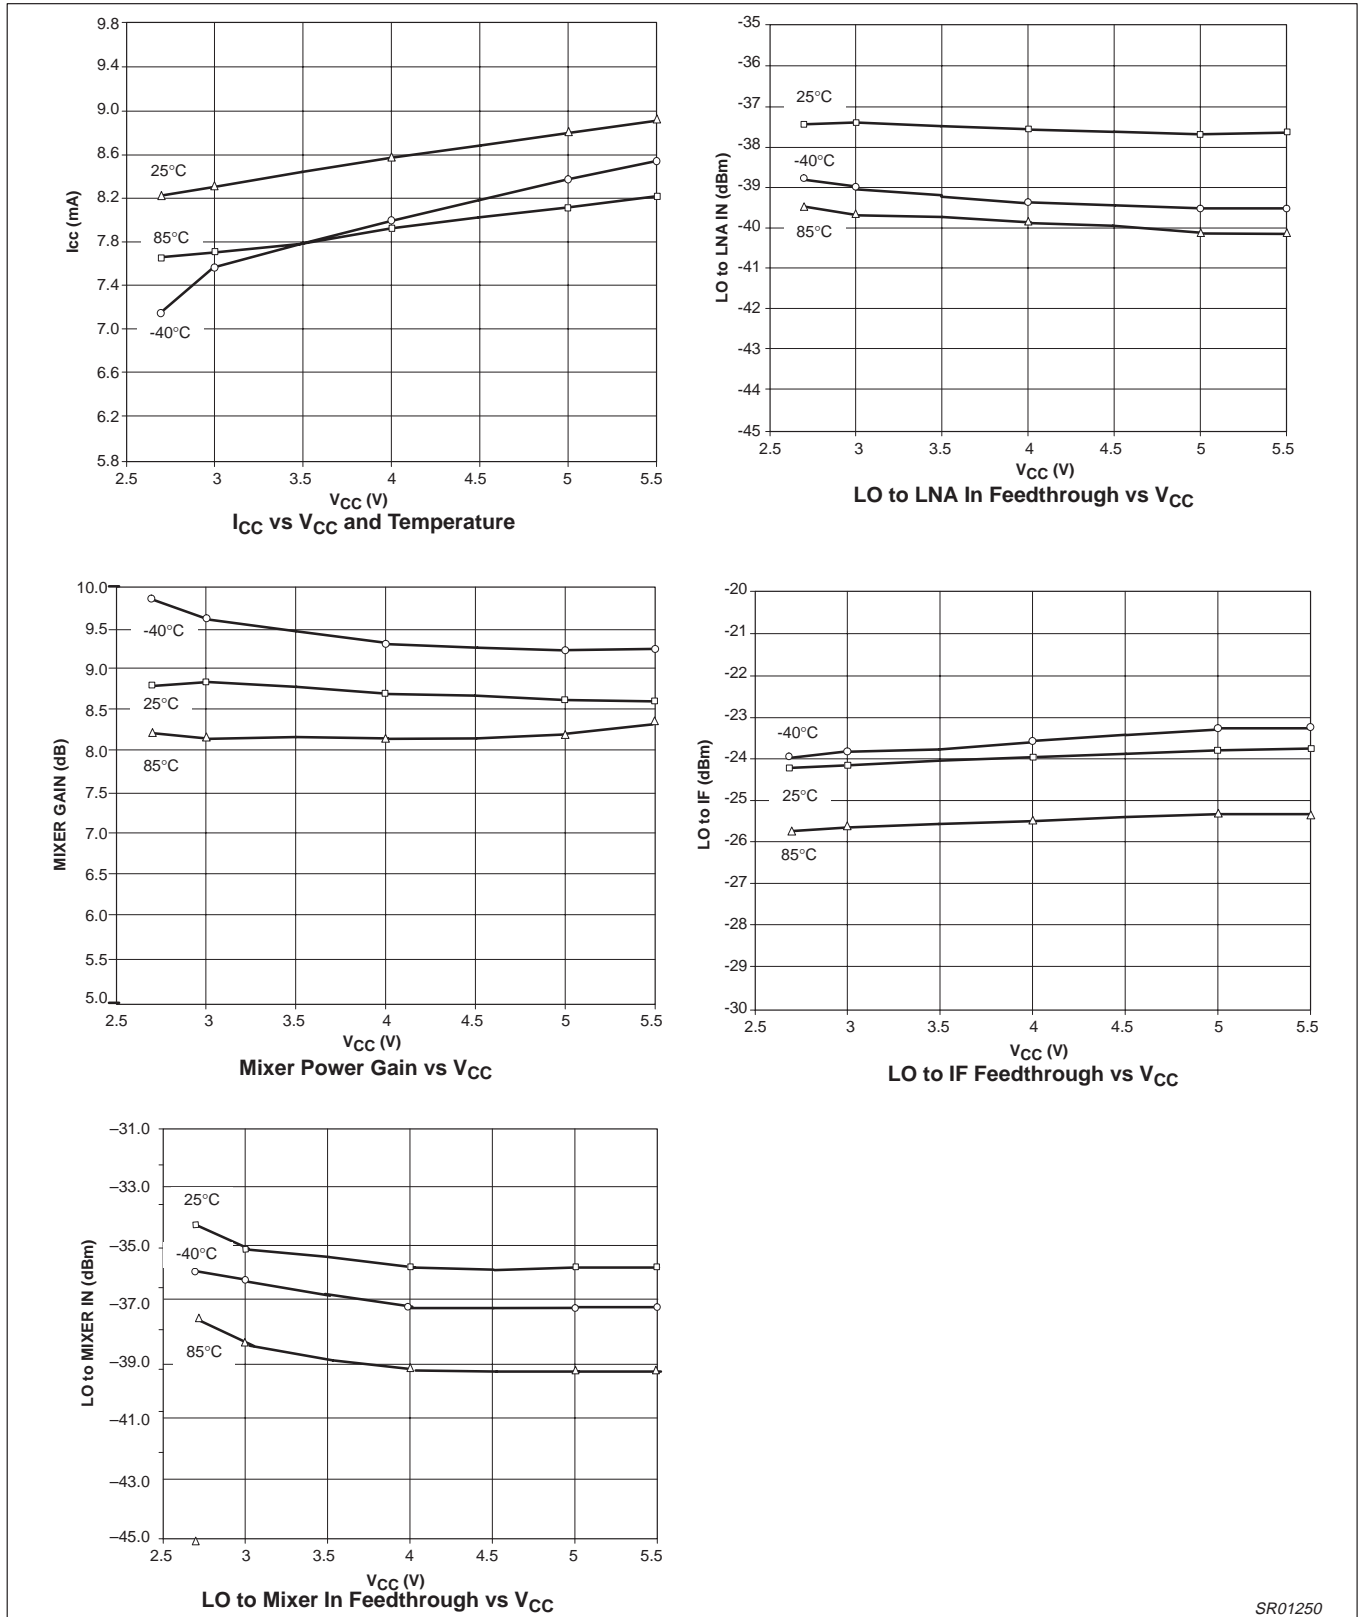 9.8
9.4
9.0
8.6
8.2
7.8
7.4
7.0
6.6
6.2
5.8
Icc (mA)
25°C
85°C
-40°C
2.5 3 3.5 4 4.5 5 5.5
VCC (V)
ICC vs VCC and Temperature
-35
-36
-37
-38
-39
-40
-41
-42
-43
-44
-45
LO to LNA IN (dBm)
25°C
-40°C
85°C
2.5 3 3.5 4 4.5 5 5.5
VCC (V)
LO to LNA In Feedthrough vs VCC
10.0
9.5
9.0
8.5
8.0
7.5
7.0
6.5
6.0
5.5
5.0
MIXER GAIN (dB)
-40°C
25°C
85°C
2.5 3 3.5 4 4.5 5 5.5
VCC (V)
Mixer Power Gain vs VCC
-20
-21
-22
-23
-24
-25
-26
-27
-28
-29
-30
LO to IF (dBm)
-40°C
25°C
85°C
2.5 3 3.5 4 4.5 5 5.5
VCC (V)
LO to IF Feedthrough vs VCC
–31.0
–33.0
–35.0
–37.0
–39.0
–41.0
–43.0
–45.0
LO to MIXER IN (dBm)
25°C
-40°C
85°C
2.5 3 3.5 4 4.5 5 5.5
VCC (V)
LO to Mixer In Feedthrough vs VCC
SR01250